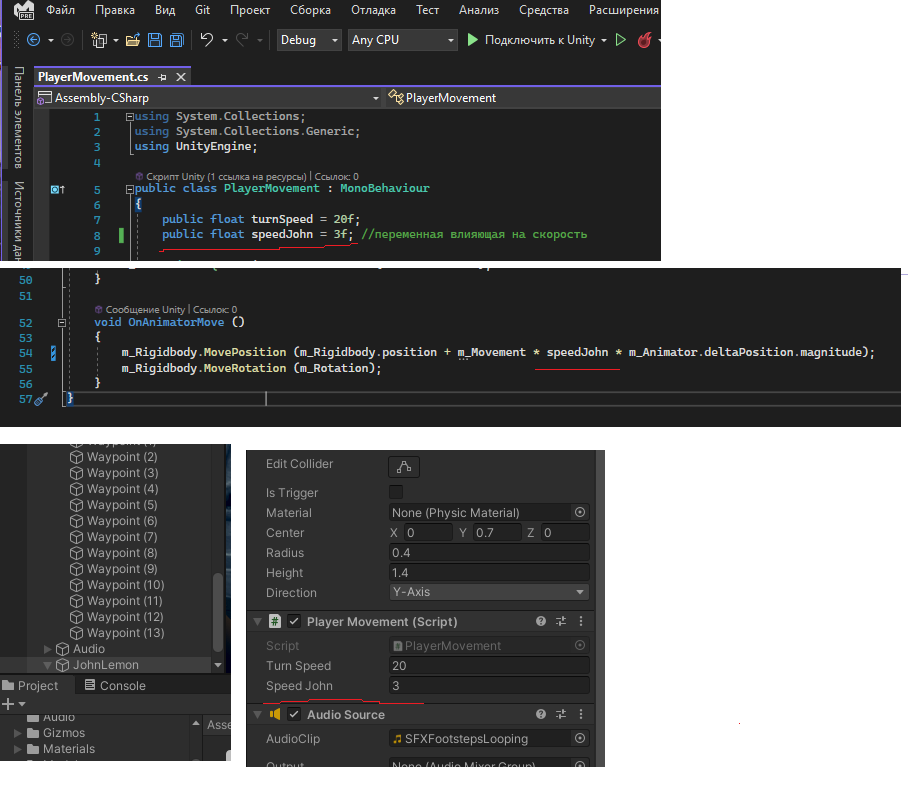 PRE Файл Правка Вид Git Проект Сборка Отладка Тест Анализ Средства Расширения
Debug Any CPU Подключить к Unity
Панель элементов
Источники дан
PlayerMovement.cs
Assembly-CSharp PlayerMovement
1 using System.Collections;
2 using System.Collections.Generic;
3 using UnityEngine;
4
Скрипт Unity (1 ссылка на ресурсы) | Ссылок: 0
5 public class PlayerMovement : MonoBehaviour
6 {
7 public float turnSpeed = 20f;
8 public float speedJohn = 3f; //переменная влияющая на скорость
9
50 }
51
Сообщение Unity | Ссылок: 0
52 void OnAnimatorMove ()
53 {
54 m_Rigidbody.MovePosition (m_Rigidbody.position + m_Movement * speedJohn * m_Animator.deltaPosition.magnitude);
55 m_Rigidbody.MoveRotation (m_Rotation);
56 }
57 }
Waypoint (1)
Waypoint (2)
Waypoint (3)
Waypoint (4)
Waypoint (5)
Waypoint (6)
Waypoint (7)
Waypoint (8)
Waypoint (9)
Waypoint (10)
Waypoint (11)
Waypoint (12)
Waypoint (13)
Audio
JohnLemon
Project Console
Audio
Asse
Gizmos
Materials
Edit Collider
Is Trigger
Material None (Physic Material)
Center X 0 Y 0.7 Z 0
Radius 0.4
Height 1.4
Direction Y-Axis
# Player Movement (Script)
Script PlayerMovement
Turn Speed 20
Speed John 3
Audio Source
AudioClip SFXFootstepsLooping
Output None (Audio Mixer Group)